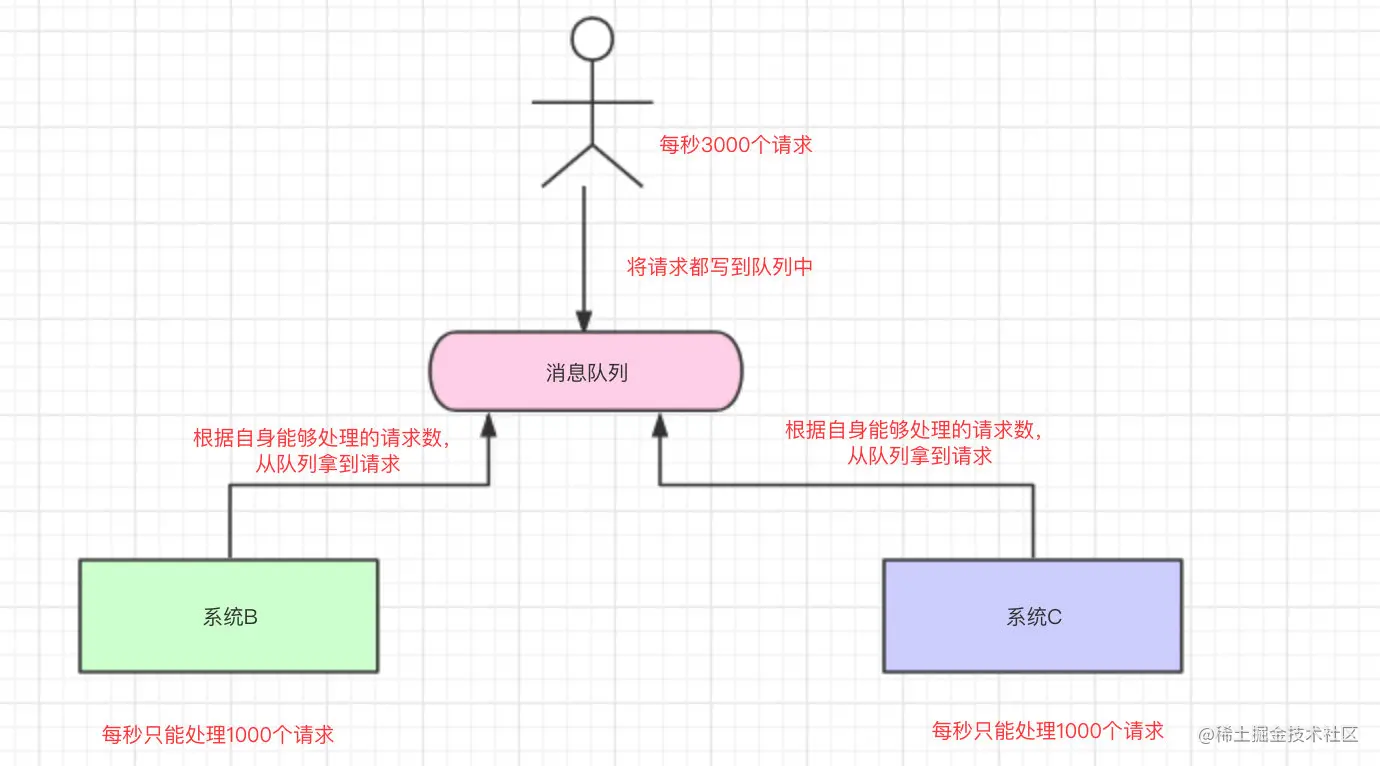 每秒3000个请求
将请求都写到队列中
消息队列
根据自身能够处理的请求数,
从队列拿到请求
根据自身能够处理的请求数,
从队列拿到请求
系统B
系统C
每秒只能处理1000个请求
每秒只能处理1000个请求
@稀土掘金技术社区